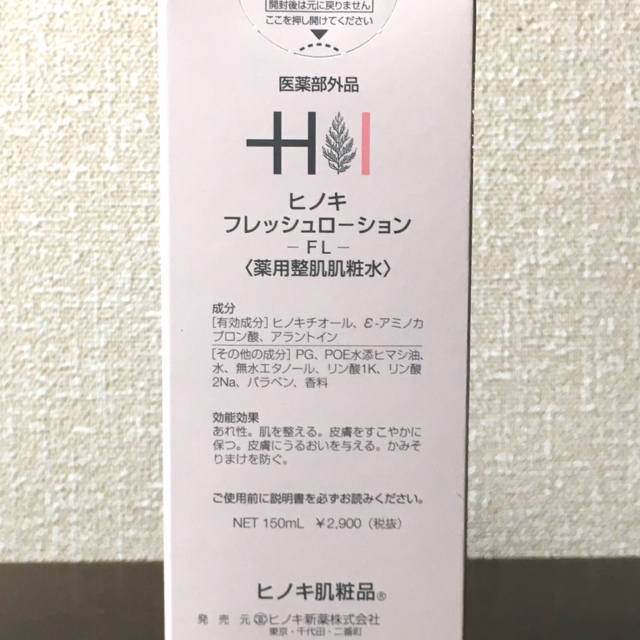 開封後は元に戻りません
ここを押し開けてください
医薬部外品
HI
ヒノキ
フレッシュローション
– FL –
〈薬用整肌肌粧水〉
成分
[有効成分] ヒノキチオール、ε-アミノカ
プロン酸、アラントイン
[その他の成分] PG、POE水添ヒマシ油、
水、無水エタノール、リン酸1K、リン酸
2Na、パラベン、香料
効能効果
あれ性。肌を整える。皮膚をすこやかに
保つ。皮膚にうるおいを与える。かみそ
りまけを防ぐ。
ご使用前に説明書を必ずお読みください。
NET 150mL ￥2,900（税抜）
ヒノキ肌粧品®
発 売 元 ヒノキ新薬株式会社
東京・千代田・二番町